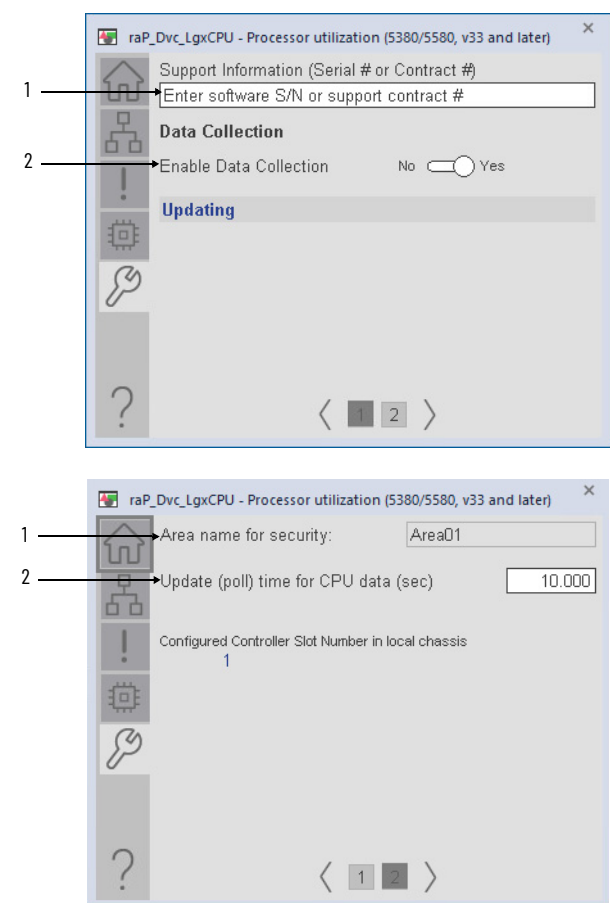 raP_Dvc_LgxCPU - Processor utilization (5380/5580, v33 and later)
Support Information (Serial # or Contract #)
1
Enter software S/N or support contract #
Data Collection
2
Enable Data Collection No Yes
Updating
?
1 2
raP_Dvc_LgxCPU - Processor utilization (5380/5580, v33 and later)
1
Area name for security: Area01
2
Update (poll) time for CPU data (sec) 10.000
Configured Controller Slot Number in local chassis
1
?
1 2